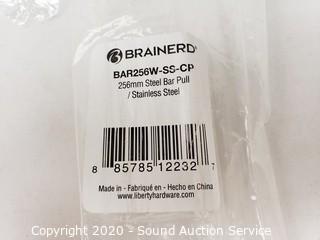 BRAINERD®
BAR256W-SS-CP
256mm Steel Bar Pull
/ Stainless Steel
8 85785 12232 7
Made in - Fabriqué en - Hecho en China
www.libertyhardware.com
Copyright 2020 - Sound Auction Service